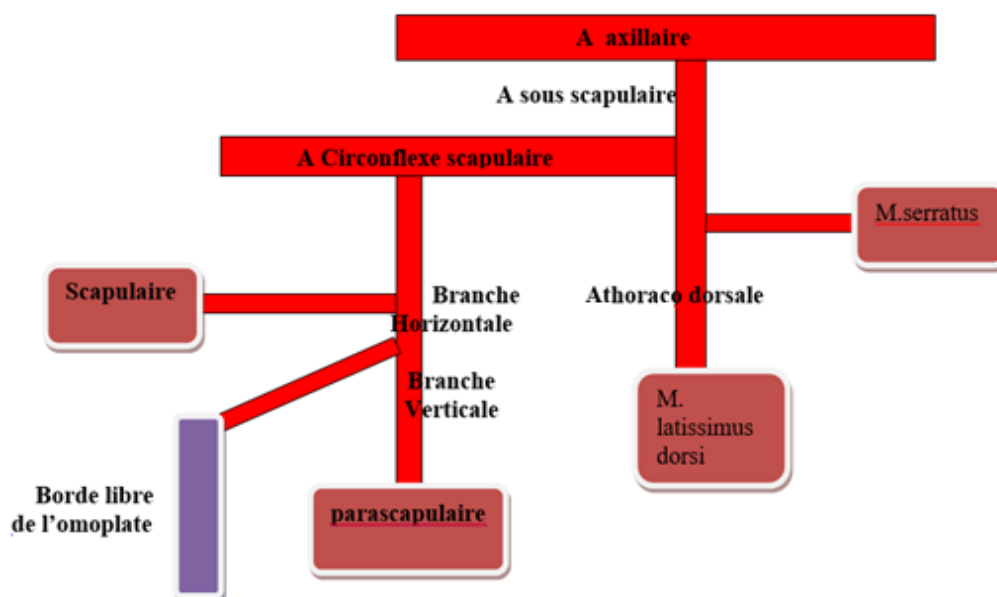 A axillaire
A sous scapulaire
A Circonflexe scapulaire
M.serratus
Scapulaire
Branche
Horizontale
Athoraco dorsale
Branche
Verticale
M.
latissimus
dorsi
Borde libre
de l’omoplate
parascapulaire